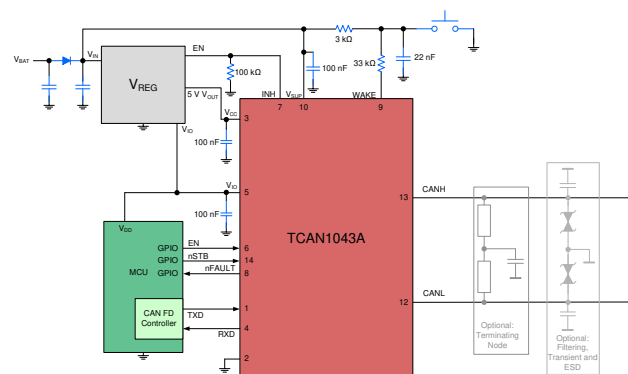 3 kΩ
V_BAT
V_IN
EN
33 kΩ
22 nF
V_REG
100 kΩ
100 nF
5 V V_OUT
INH
V_SUP
WAKE
7
10
9
V_CC
3
V_IO
100 nF
V_IO
5
13
CANH
100 nF
TCAN1043A
V_DD
GPIO
EN
6
GPIO
nSTB
14
MCU
GPIO
nFAULT
8
CAN FD
Controller
TXD
1
RXD
4
12
CANL
2
Optional:
Terminating
Node
Optional:
Filtering,
Transient and
ESD